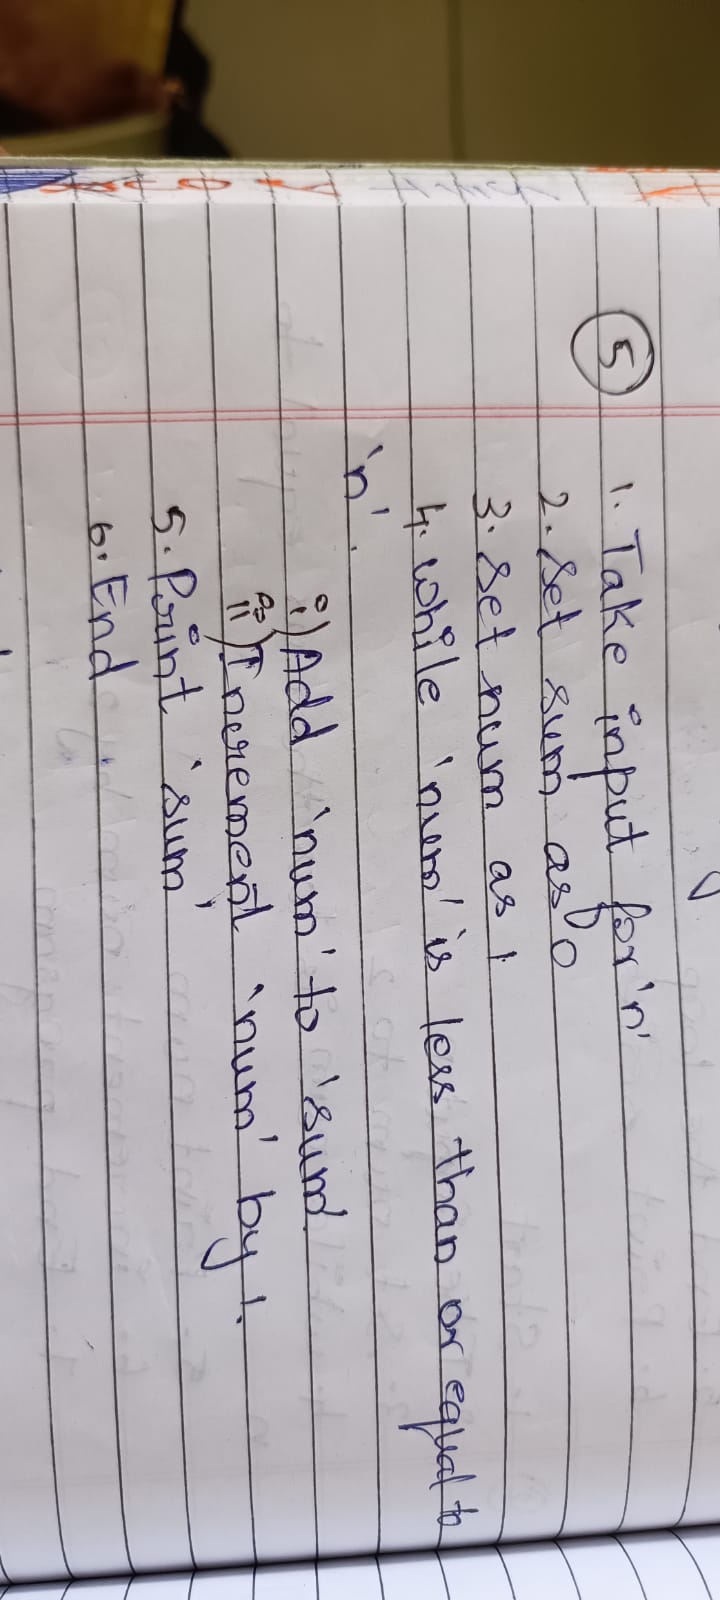 5
1. Take input for 'n'
2. Set sum as 0
3. Set num as 1
4. While 'num' is less than or equal to
'n'.
i) Add 'num' to 'sum'.
ii) Increment 'num' by 1.
5. Print 'sum'
6. End